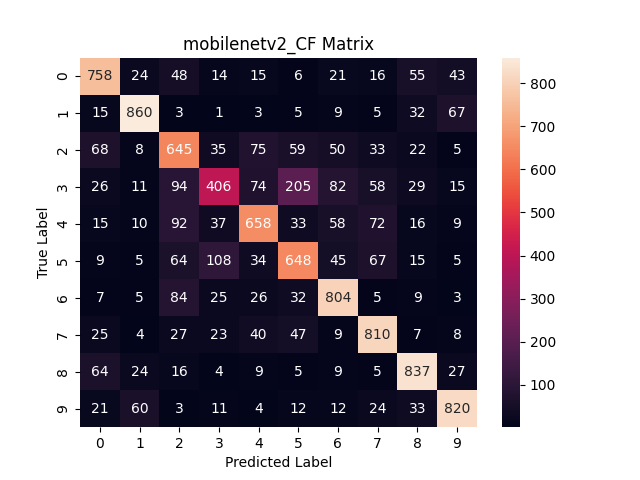 mobilenetv2_CF Matrix
0 758 24 48 14 15 6 21 16 55 43
1 15 860 3 1 3 5 9 5 32 67
2 68 8 645 35 75 59 50 33 22 5
3 26 11 94 406 74 205 82 58 29 15
4 15 10 92 37 658 33 58 72 16 9
5 9 5 64 108 34 648 45 67 15 5
6 7 5 84 25 26 32 804 5 9 3
7 25 4 27 23 40 47 9 810 7 8
8 64 24 16 4 9 5 9 5 837 27
9 21 60 3 11 4 12 12 24 33 820
0 1 2 3 4 5 6 7 8 9
Predicted Label
True Label
800
700
600
500
400
300
200
100